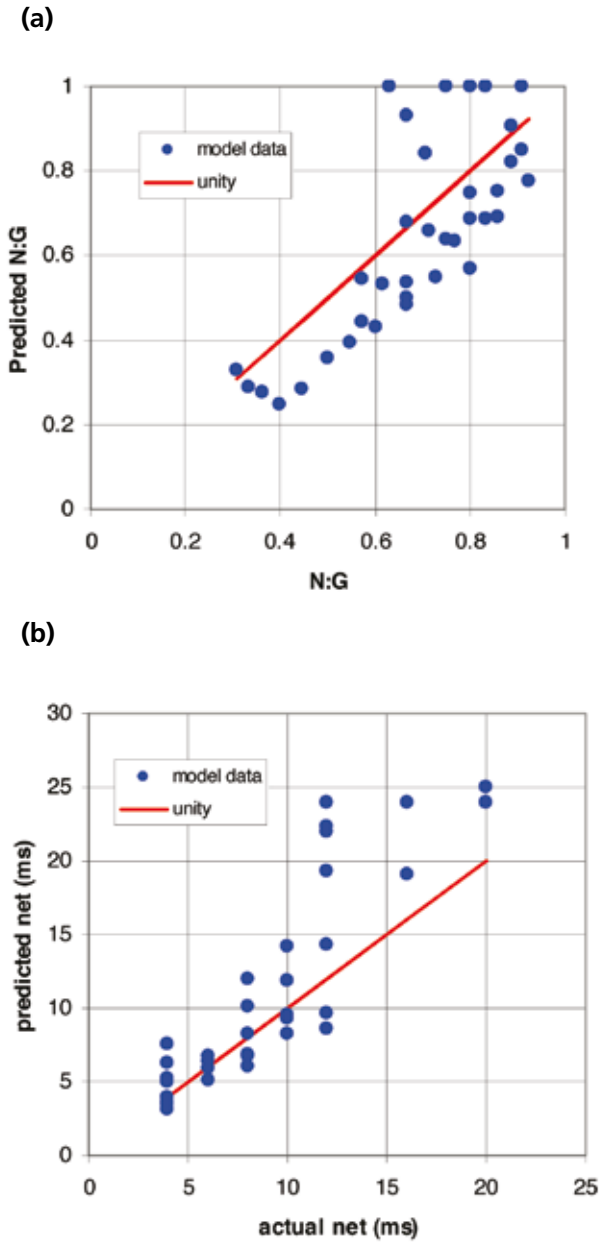 (a)
1
0.8
0.6
0.4
0.2
0
Predicted N:G
model data
unity
0 0.2 0.4 0.6 0.8 1
N:G
(b)
30
25
20
15
10
5
0
predicted net (ms)
model data
unity
0 5 10 15 20 25
actual net (ms)